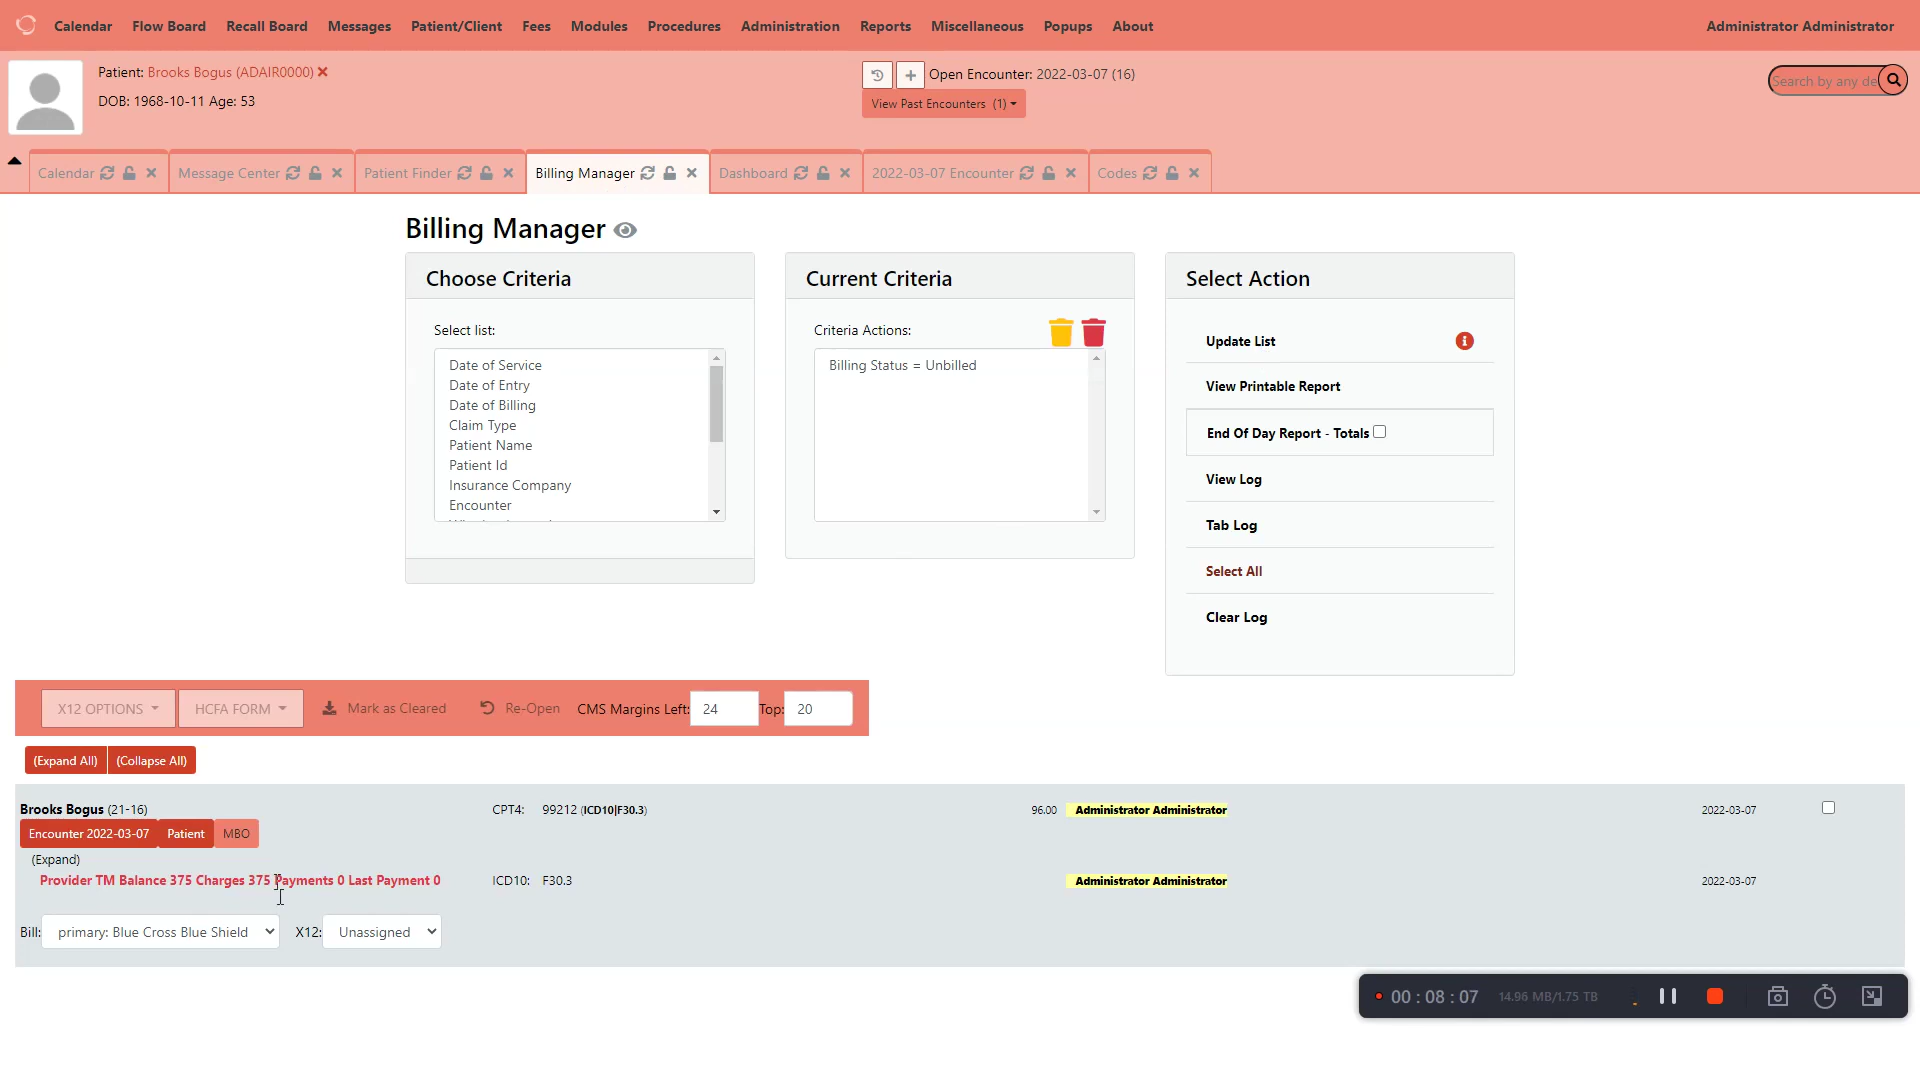 Calendar Flow Board Recall Board Messages Patient/Client Fees Modules Procedures Administration Reports Miscellaneous Popups About Administrator Administrator
Patient: Brooks Bogus (ADAIR0000)
DOB: 1968-10-11 Age: 53
Open Encounter: 2022-03-07 (16)
View Past Encounters (1)
Search by any de
Calendar Message Center Patient Finder Billing Manager Dashboard 2022-03-07 Encounter Codes
Billing Manager
Choose Criteria
Select list:
Date of Service
Date of Entry
Date of Billing
Claim Type
Patient Name
Patient Id
Insurance Company
Encounter
Current Criteria
Criteria Actions:
Billing Status = Unbilled
Select Action
Update List
View Printable Report
End Of Day Report - Totals
View Log
Tab Log
Select All
Clear Log
X12 OPTIONS HCFA FORM Mark as Cleared Re-Open CMS Margins Left: 24 Top: 20
(Expand All) (Collapse All)
Brooks Bogus (21-16) CPT4: 99212 (ICD10|F30.3) 96.00 Administrator Administrator 2022-03-07
Encounter 2022-03-07 Patient MBO
(Expand)
Provider TM Balance 375 Charges 375 Payments 0 Last Payment 0 ICD10: F30.3 Administrator Administrator 2022-03-07
Bill: primary: Blue Cross Blue Shield X12: Unassigned
00 : 08 : 07 14.96 MB/1.75 TB